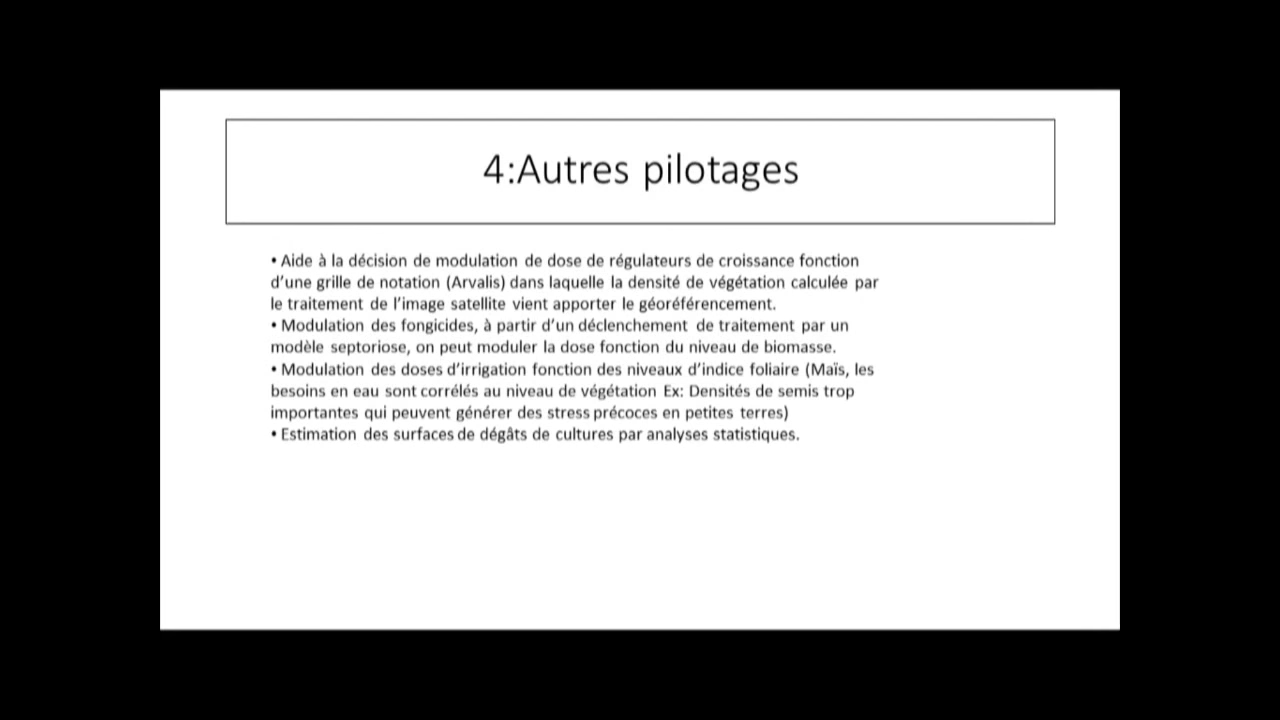 4:Autres pilotages
• Aide à la décision de modulation de dose de régulateurs de croissance fonction
d’une grille de notation (Arvalis) dans laquelle la densité de végétation calculée par
le traitement de l’image satellite vient apporter le géoréférencement.
• Modulation des fongicides, à partir d’un déclenchement de traitement par un
modèle septoriose, on peut moduler la dose fonction du niveau de biomasse.
• Modulation des doses d’irrigation fonction des niveaux d’indice foliaire (Maïs, les
besoins en eau sont corrélés au niveau de végétation Ex: Densités de semis trop
importantes qui peuvent générer des stress précoces en petites terres)
• Estimation des surfaces de dégâts de cultures par analyses statistiques.